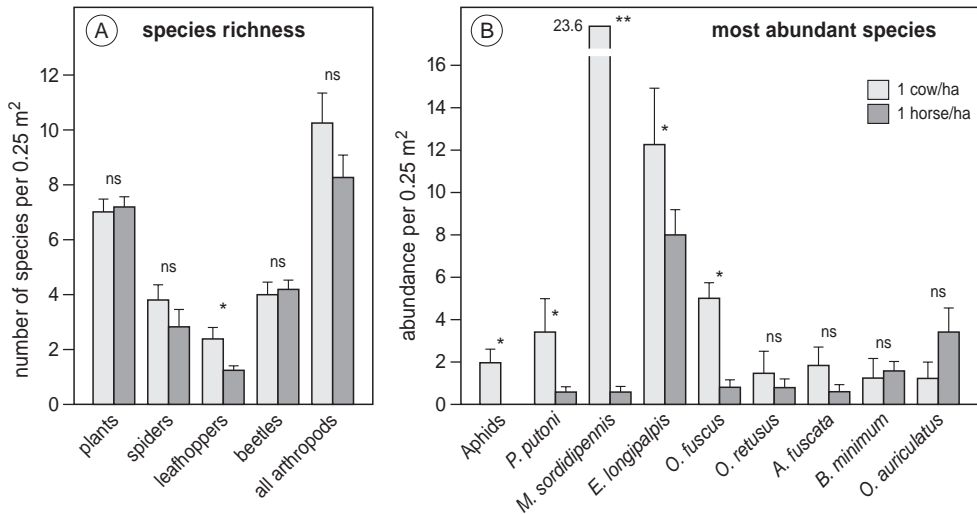 A species richness
number of species per 0.25 m²
12
10
8
6
4
2
0
ns
ns
*
ns
ns
plants
spiders
leafhoppers
beetles
all arthropods
B most abundant species
abundance per 0.25 m²
23.6
16
14
12
10
8
6
4
2
0
1 cow/ha
1 horse/ha
*
*
**
*
*
ns
ns
ns
ns
Aphids
P. putoni
M. sordidipennis
E. longipalpis
O. fuscus
O. retusus
A. fuscata
B. minimum
O. auriculatus